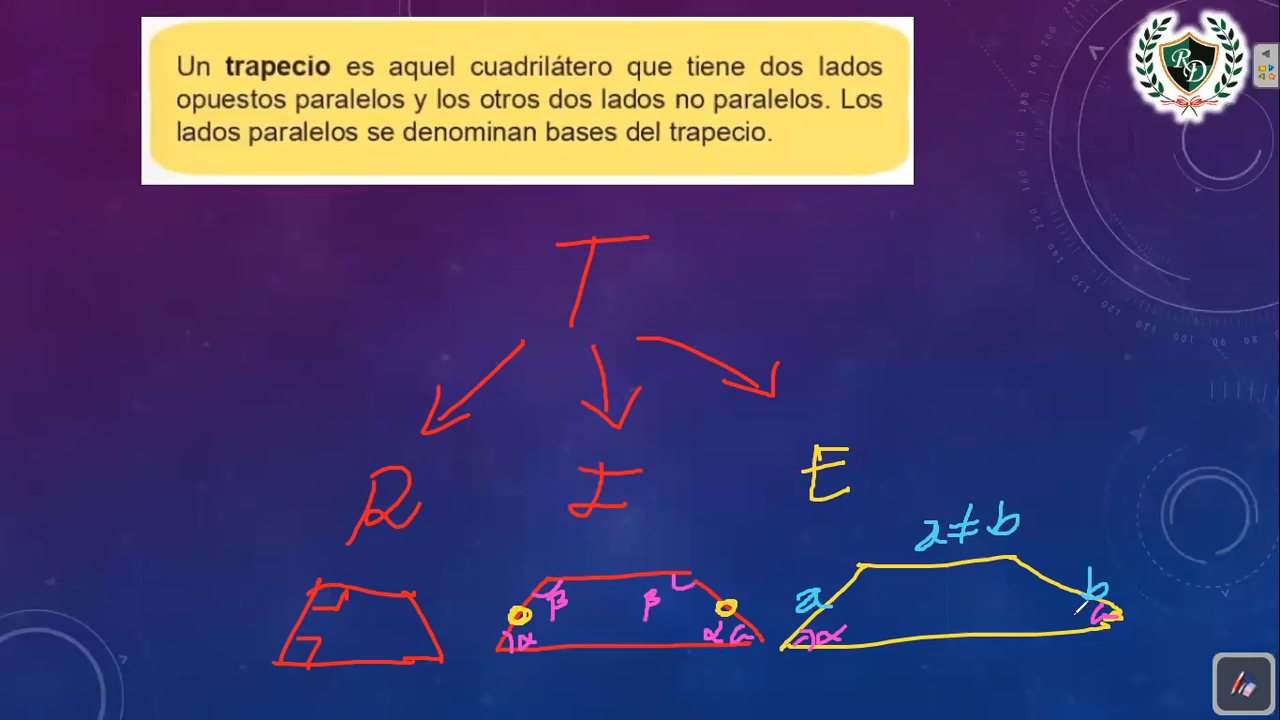 Un trapecio es aquel cuadrilátero que tiene dos lados
opuestos paralelos y los otros dos lados no paralelos. Los
lados paralelos se denominan bases del trapecio.
RD
T
R I E
a ≠ b
β β a b
α α α